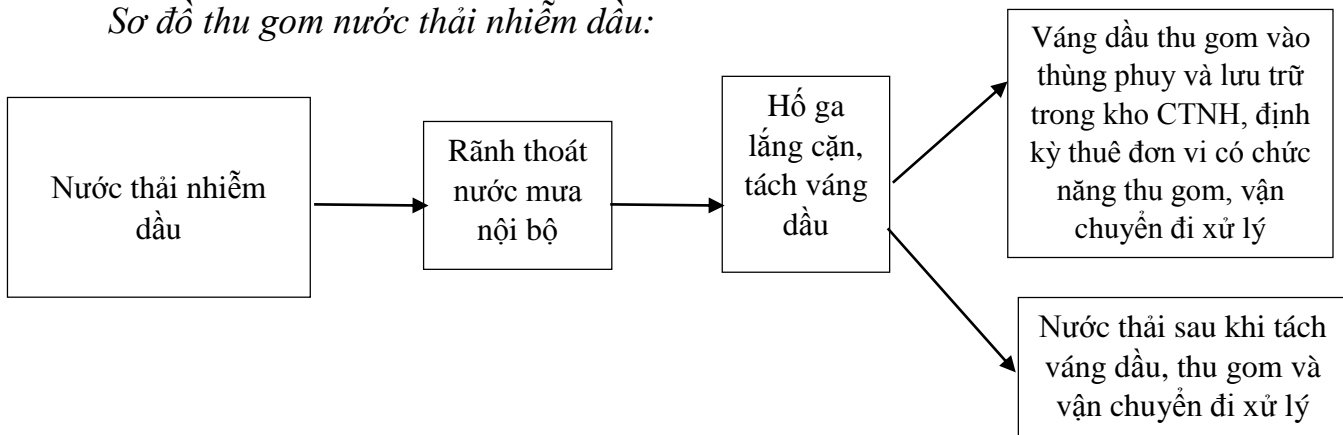 Sơ đồ thu gom nước thải nhiễm dầu:
Nước thải nhiễm
dầu
Rãnh thoát
nước mưa
nội bộ
Hố ga
lắng cặn,
tách váng
dầu
Váng dầu thu gom vào
thùng phuy và lưu trữ
trong kho CTNH, định
kỳ thuê đơn vi có chức
năng thu gom, vận
chuyển đi xử lý
Nước thải sau khi tách
váng dầu, thu gom và
vận chuyển đi xử lý